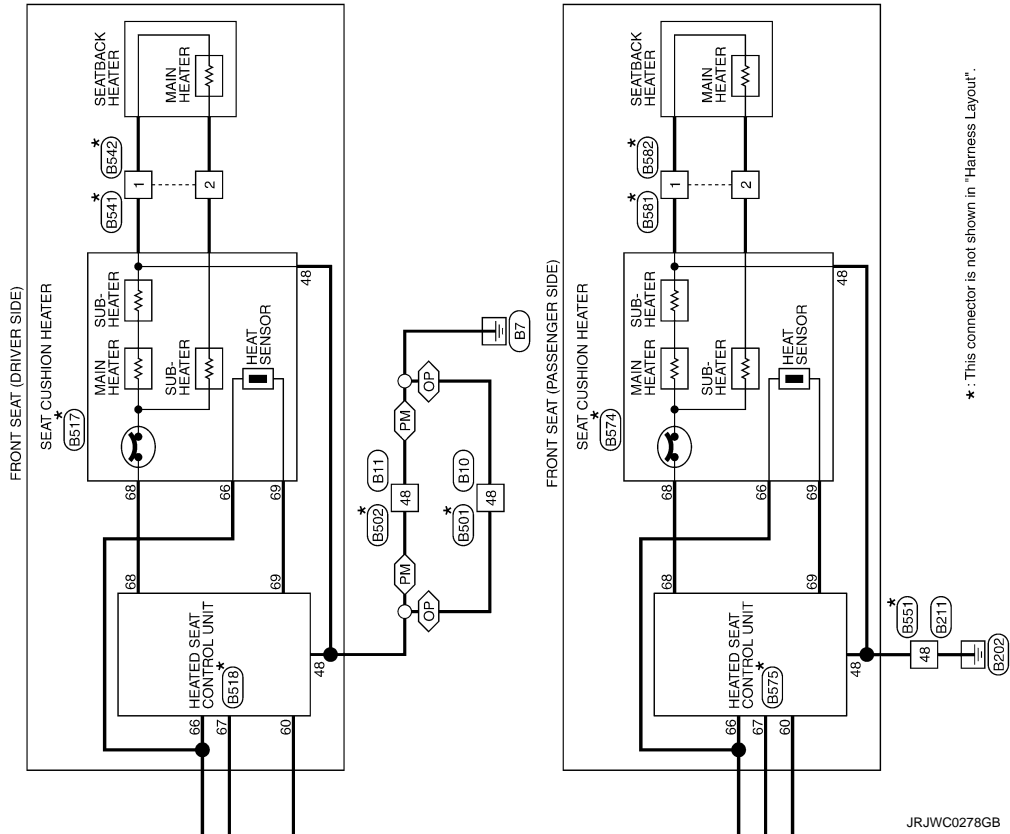 FRONT SEAT (DRIVER SIDE)
SEAT CUSHION HEATER
B517
*
68
66
69
MAIN
HEATER
SUB-
HEATER
SUB-
HEATER
HEAT
SENSOR
48
B541
*
B542
*
1
2
SEATBACK
HEATER
MAIN
HEATER
68
69
HEATED SEAT
CONTROL UNIT
B518
*
66
67
60
48
PM
OP
B502
*
B11
48
B501
*
B10
48
PM
OP
B7
FRONT SEAT (PASSENGER SIDE)
SEAT CUSHION HEATER
B574
*
68
66
69
MAIN
HEATER
SUB-
HEATER
SUB-
HEATER
HEAT
SENSOR
48
B581
*
B582
*
1
2
SEATBACK
HEATER
MAIN
HEATER
68
69
HEATED SEAT
CONTROL UNIT
B575
*
66
67
60
48
B551
*
B211
48
B202
* : This connector is not shown in "Harness Layout".
JRJWC0278GB